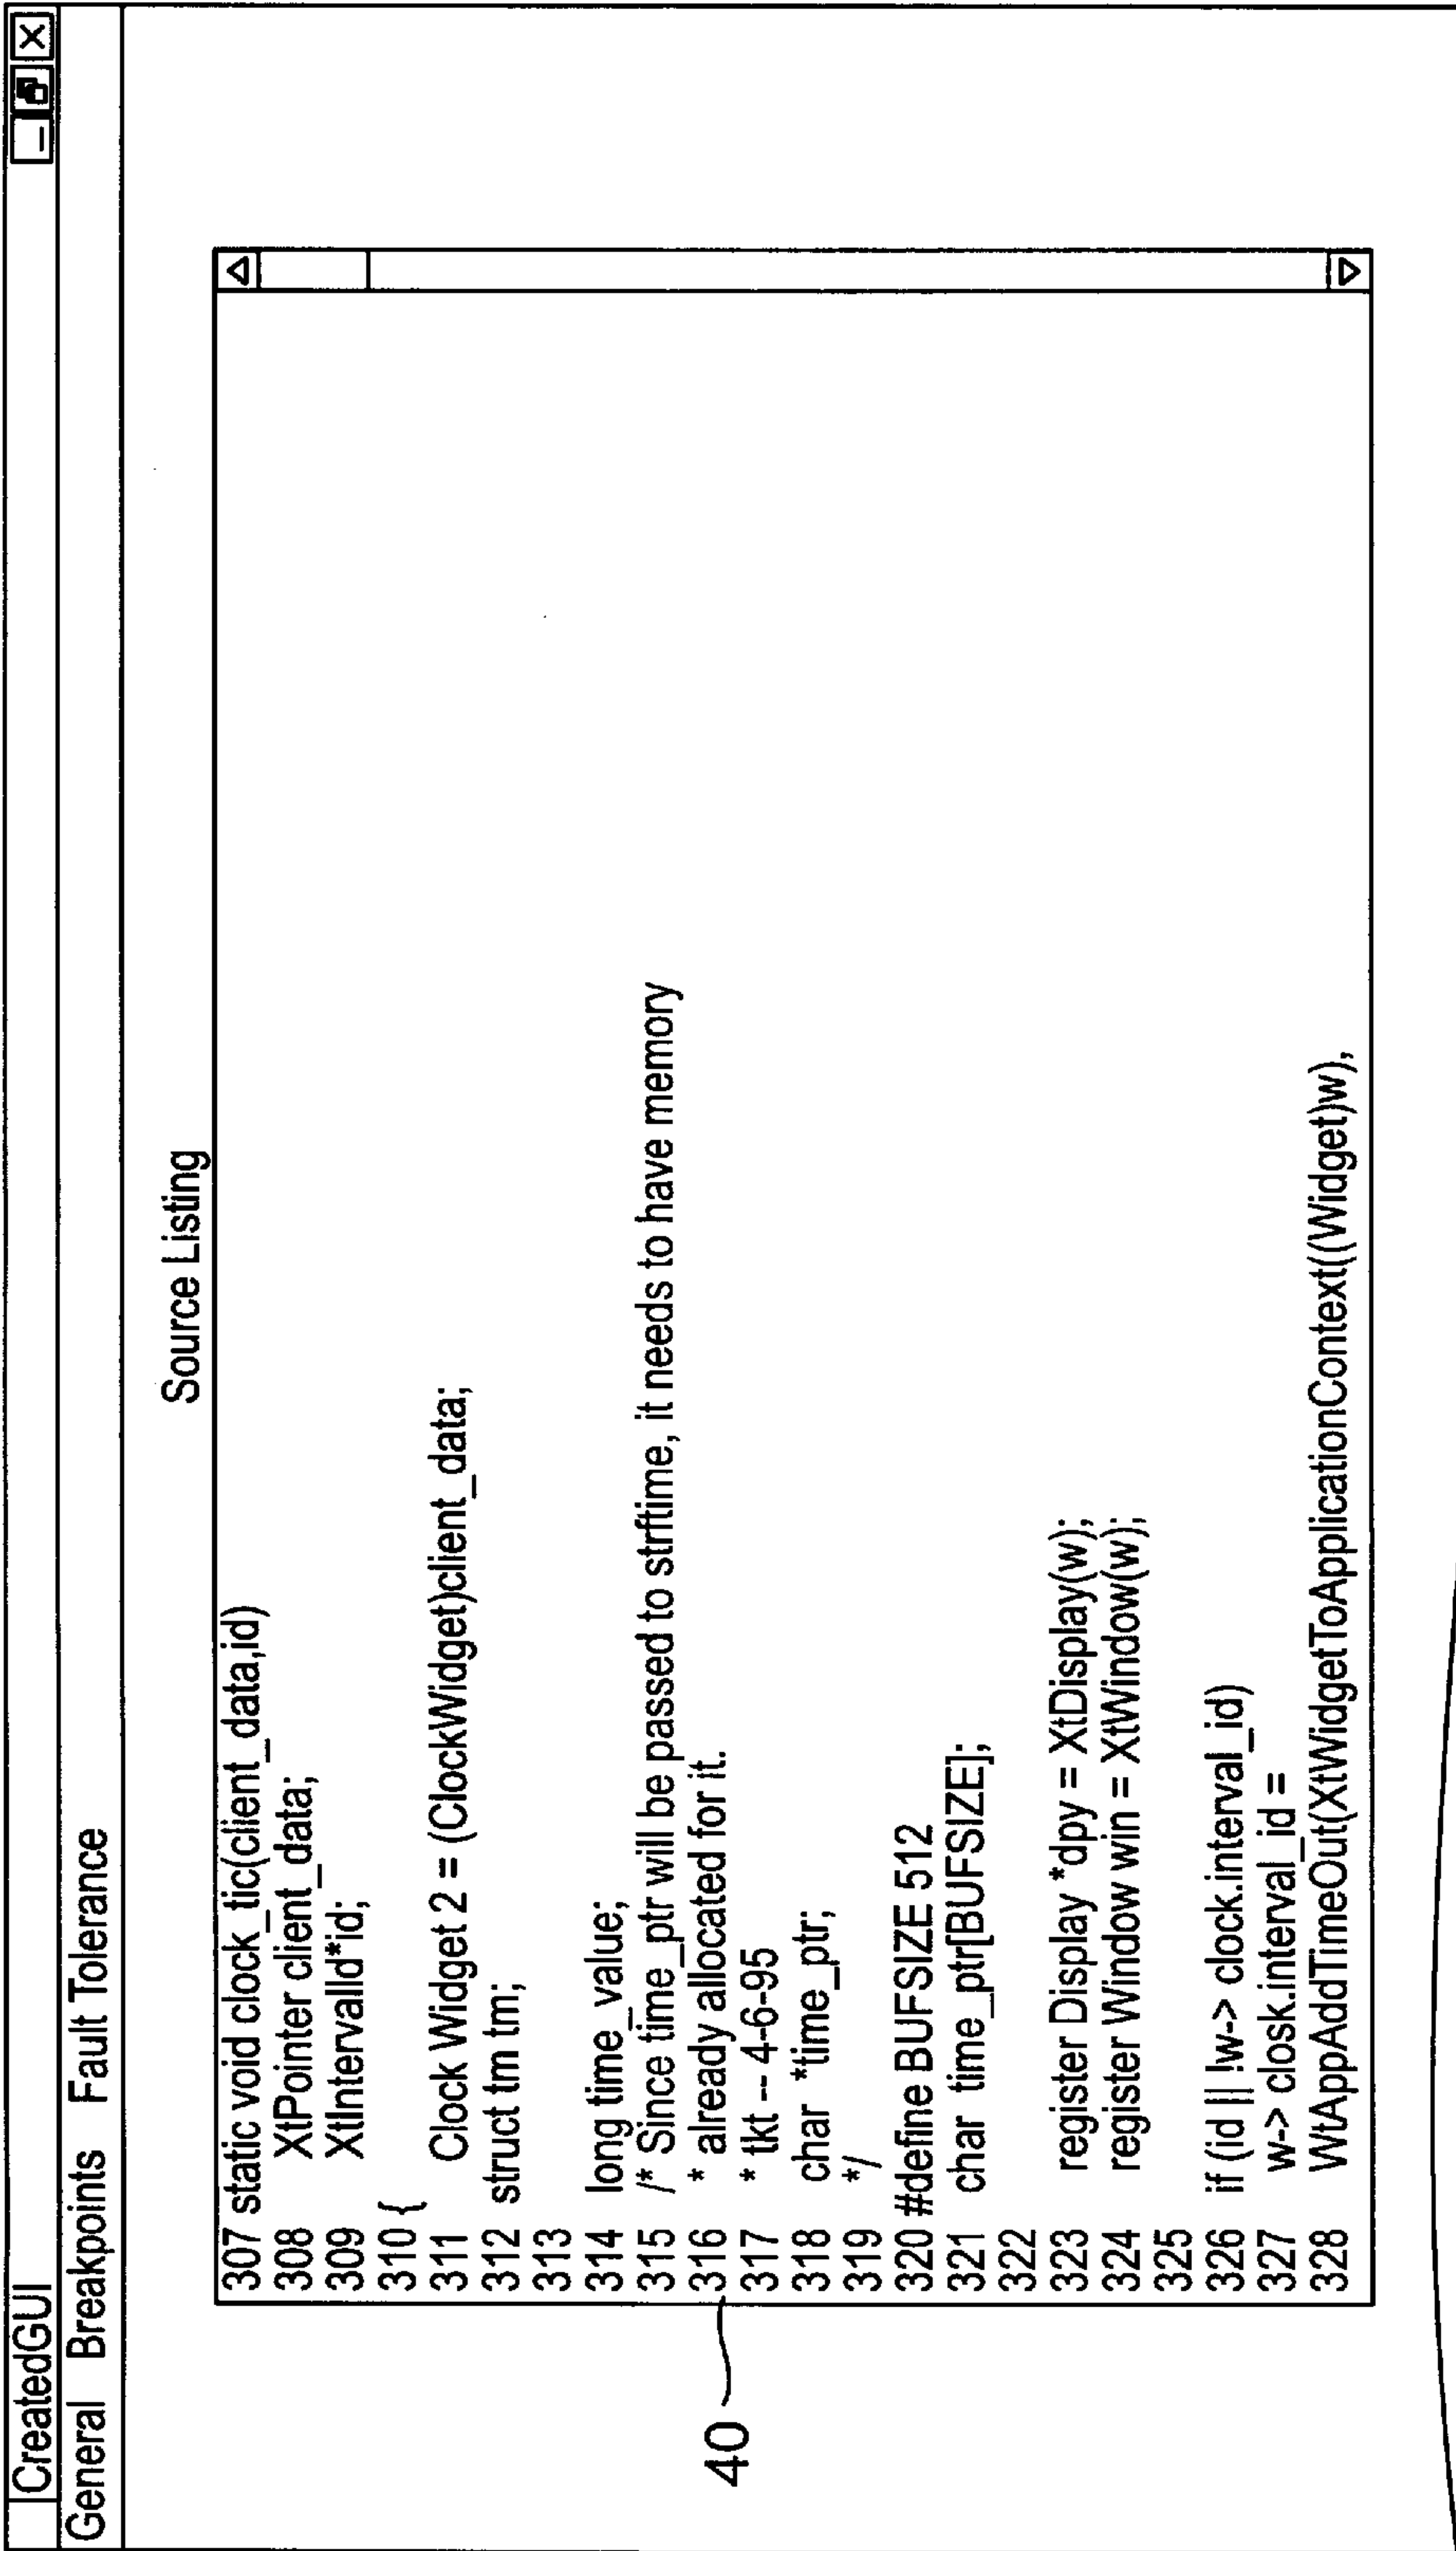 CreatedGUI
General Breakpoints Fault Tolerance
Source Listing
307 static void clock_tic(client_data,id)
308 XtPointer client_data;
309 XtIntervalId*id;
310 {
311 Clock Widget 2 = (ClockWidget)client_data;
312 struct tm tm;
313
314 long time_value;
315 /* Since time_ptr will be passed to strftime, it needs to have memory
316 * already allocated for it.
317 * tkt -- 4-6-95
318 char *time_ptr;
319 */
320 #define BUFSIZE 512
321 char time_ptr[BUFSIZE];
322
323 register Display *dpy = XtDisplay(w);
324 register Window win = XtWindow(w);
325
326 if (id || !w-> clock.interval_id)
327 w-> closk.interval_id =
328 WtAppAddTimeOut(XtWidgetToApplicationContext((Widget)w),
40